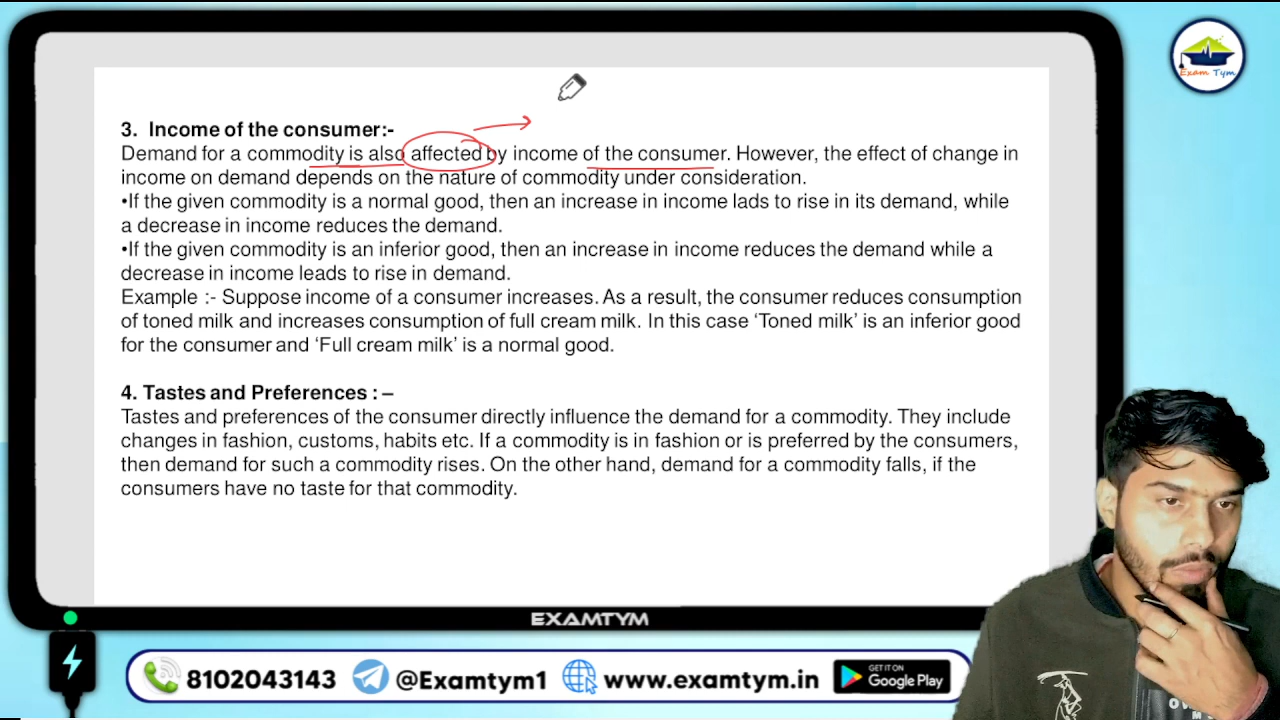 Exam Tym
3. Income of the consumer:-
Demand for a commodity is also affected by income of the consumer. However, the effect of change in
income on demand depends on the nature of commodity under consideration.
•If the given commodity is a normal good, then an increase in income lads to rise in its demand, while
a decrease in income reduces the demand.
•If the given commodity is an inferior good, then an increase in income reduces the demand while a
decrease in income leads to rise in demand.
Example :- Suppose income of a consumer increases. As a result, the consumer reduces consumption
of toned milk and increases consumption of full cream milk. In this case ‘Toned milk’ is an inferior good
for the consumer and ‘Full cream milk’ is a normal good.
4. Tastes and Preferences : –
Tastes and preferences of the consumer directly influence the demand for a commodity. They include
changes in fashion, customs, habits etc. If a commodity is in fashion or is preferred by the consumers,
then demand for such a commodity rises. On the other hand, demand for a commodity falls, if the
consumers have no taste for that commodity.
EXAMTYM
8102043143 @Examtym1 www.examtym.in GET IT ON Google Play